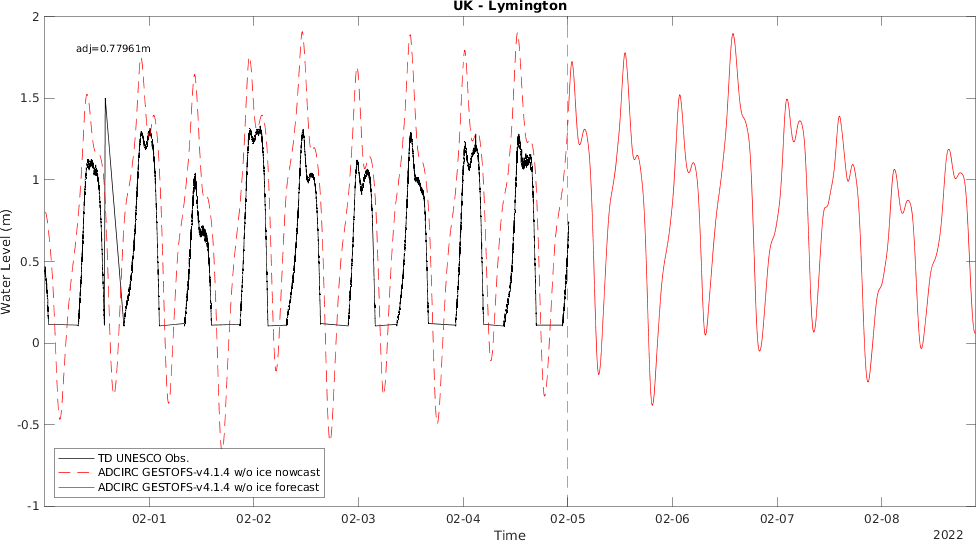 UK - Lymington
adj=0.77961m
2
1.5
1
0.5
0
-0.5
-1
Water Level (m)
TD UNESCO Obs.
ADCIRC GESTOFS-v4.1.4 w/o ice nowcast
ADCIRC GESTOFS-v4.1.4 w/o ice forecast
02-01 02-02 02-03 02-04 02-05 02-06 02-07 02-08
Time
2022